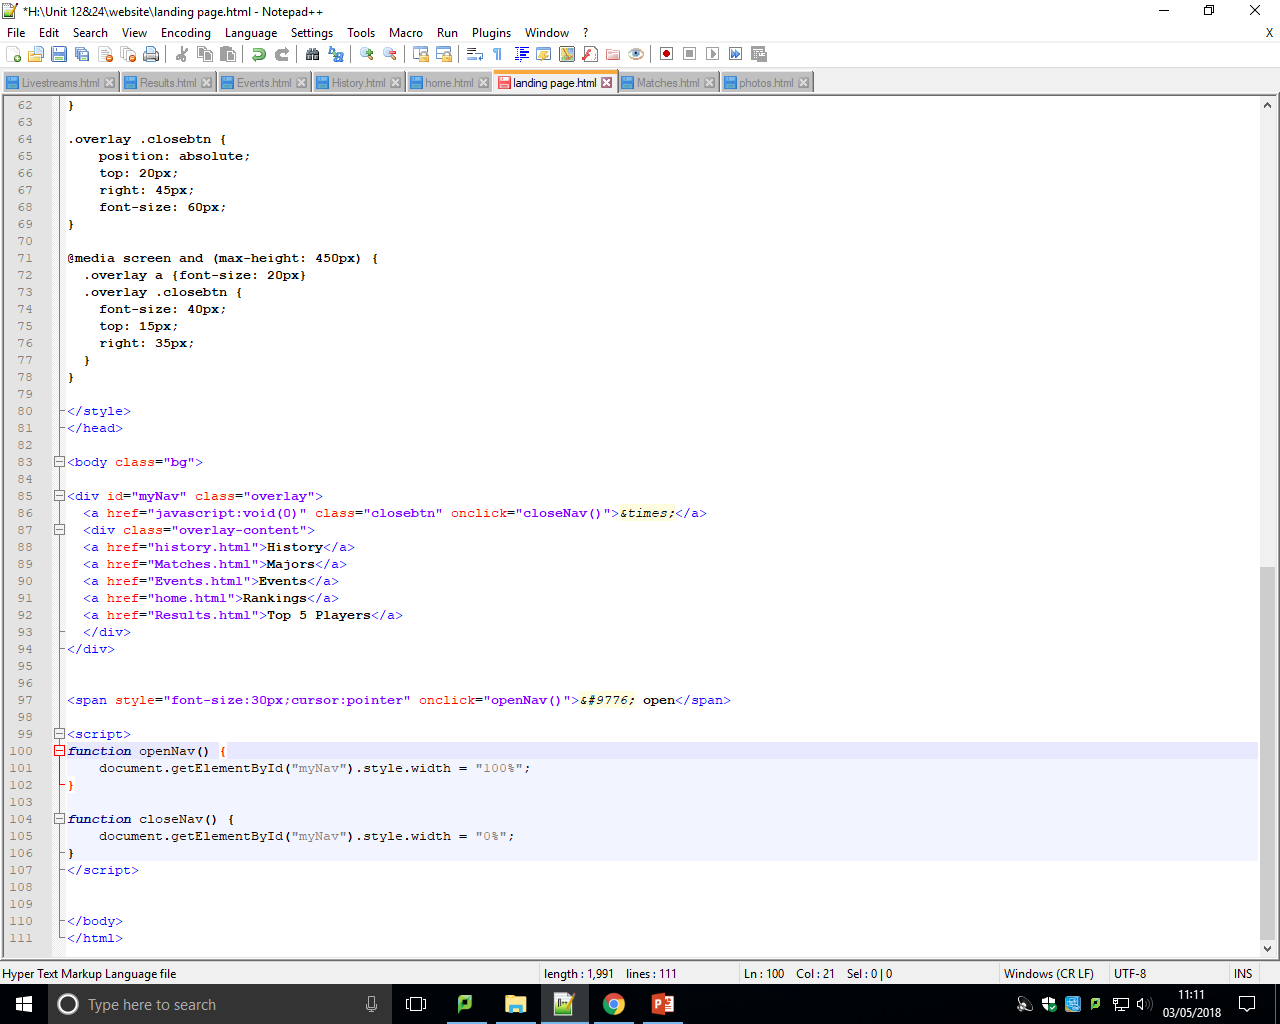 *H:\Unit 12&24\website\landing page.html - Notepad++
File Edit Search View Encoding Language Settings Tools Macro Run Plugins Window ? X
Livestreams.html Results.html Events.html History.html home.html landing page.html Matches.html photos.html
62 }
63
64 .overlay .closebtn {
65 position: absolute;
66 top: 20px;
67 right: 45px;
68 font-size: 60px;
69 }
70
71 @media screen and (max-height: 450px) {
72 .overlay a {font-size: 20px}
73 .overlay .closebtn {
74 font-size: 40px;
75 top: 15px;
76 right: 35px;
77 }
78 }
79
80 </style>
81 </head>
82
83 <body class="bg">
84
85 <div id="myNav" class="overlay">
86 <a href="javascript:void(0)" class="closebtn" onclick="closeNav()">&times;</a>
87 <div class="overlay-content">
88 <a href="history.html">History</a>
89 <a href="Matches.html">Majors</a>
90 <a href="Events.html">Events</a>
91 <a href="home.html">Rankings</a>
92 <a href="Results.html">Top 5 Players</a>
93 </div>
94 </div>
95
96
97 <span style="font-size:30px;cursor:pointer" onclick="openNav()">&#9776; open</span>
98
99 <script>
100 function openNav() {
101 document.getElementById("myNav").style.width = "100%";
102 }
103
104 function closeNav() {
105 document.getElementById("myNav").style.width = "0%";
106 }
107 </script>
108
109
110 </body>
111 </html>
Hyper Text Markup Language file length : 1,991 lines : 111 Ln : 100 Col : 21 Sel : 0 | 0 Windows (CR LF) UTF-8 INS
Type here to search
11:11
03/05/2018